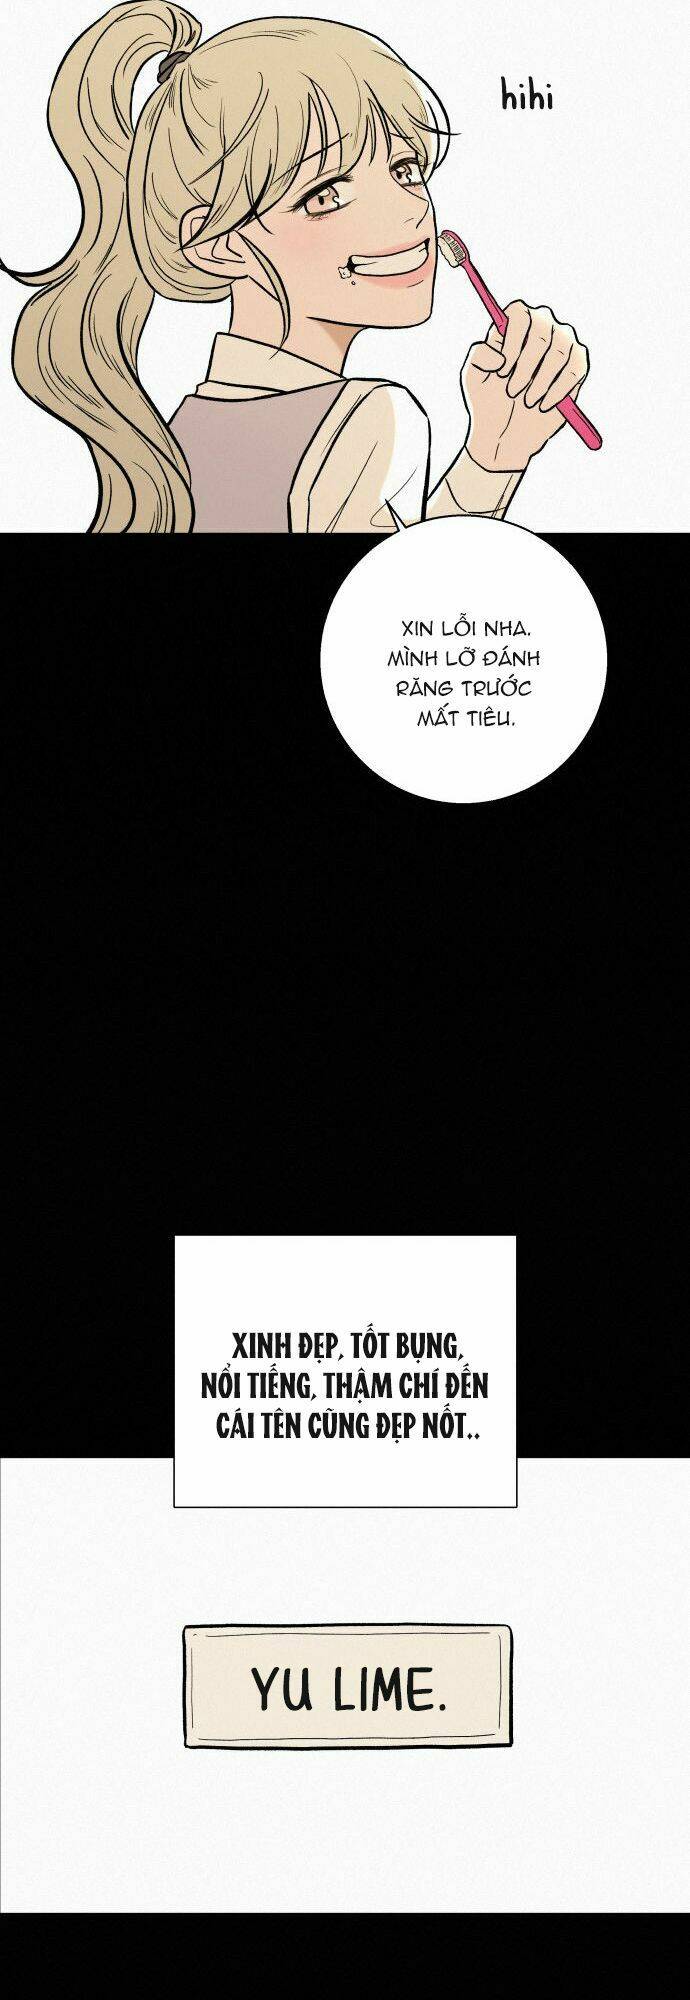 hihi
XIN LỖI NHA.
MÌNH LỠ ĐÁNH
RĂNG TRƯỚC
MẤT TIÊU.
XINH ĐẸP, TỐT BỤNG,
NỔI TIẾNG, THẬM CHÍ ĐẾN
CÁI TÊN CŨNG ĐẸP NỐT..
YU LIME.